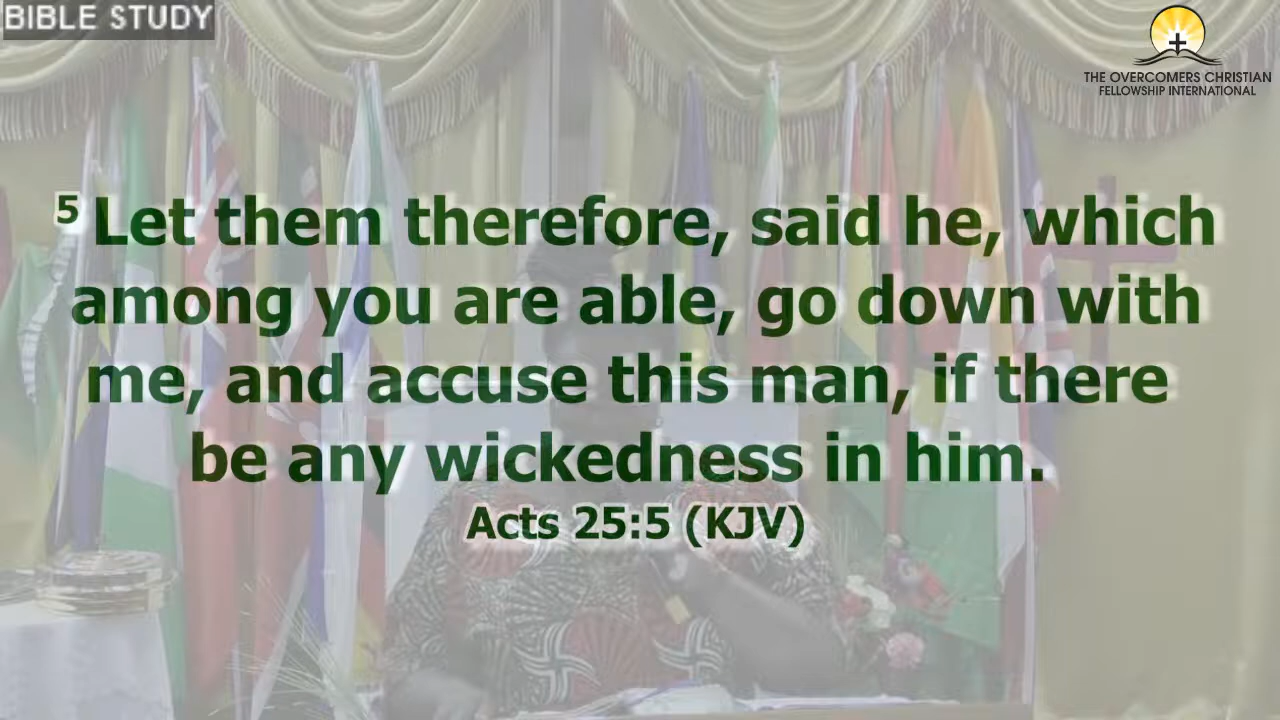 BIBLE STUDY
THE OVERCOMERS CHRISTIAN
FELLOWSHIP INTERNATIONAL
5 Let them therefore, said he, which
among you are able, go down with
me, and accuse this man, if there
be any wickedness in him.
Acts 25:5 (KJV)